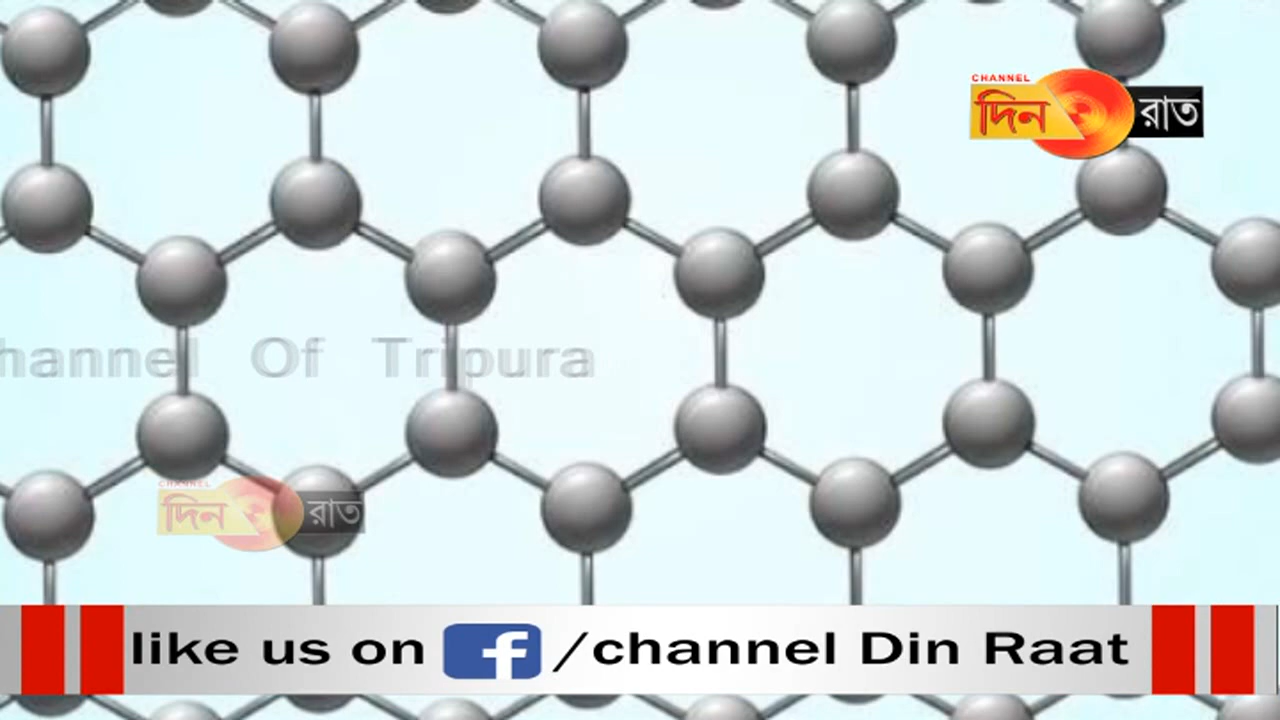 CHANNEL
দিন রাত
hannel Of Tripura
CHANNEL
দিন রাত
like us on f/channel Din Raat